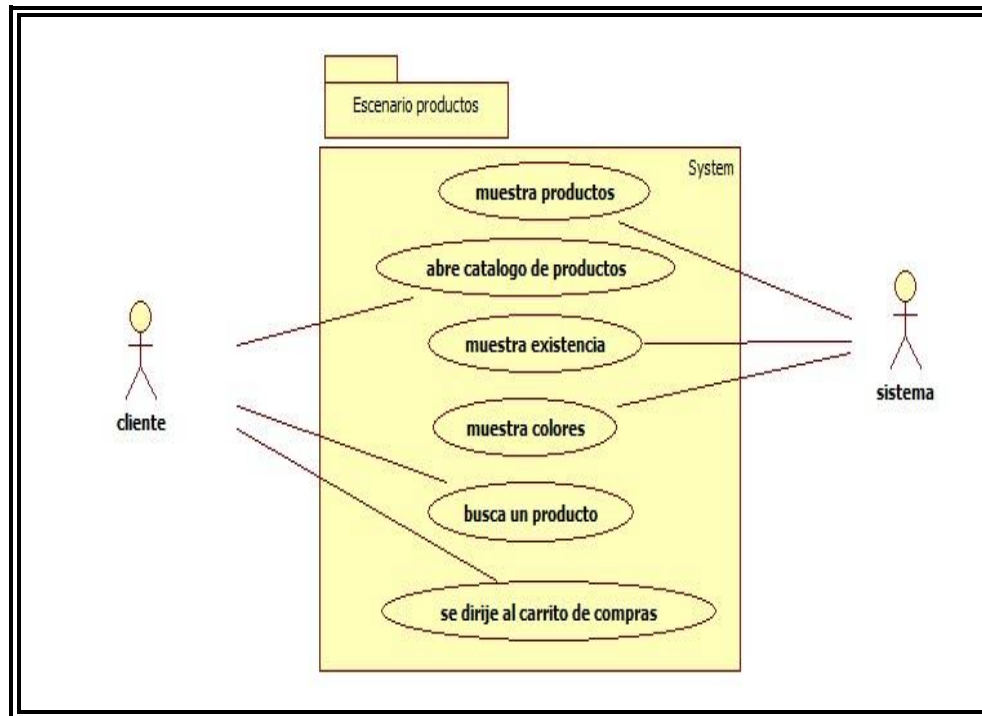 Escenario productos
System
muestra productos
abre catalogo de productos
muestra existencia
muestra colores
busca un producto
se dirije al carrito de compras
cliente
sistema